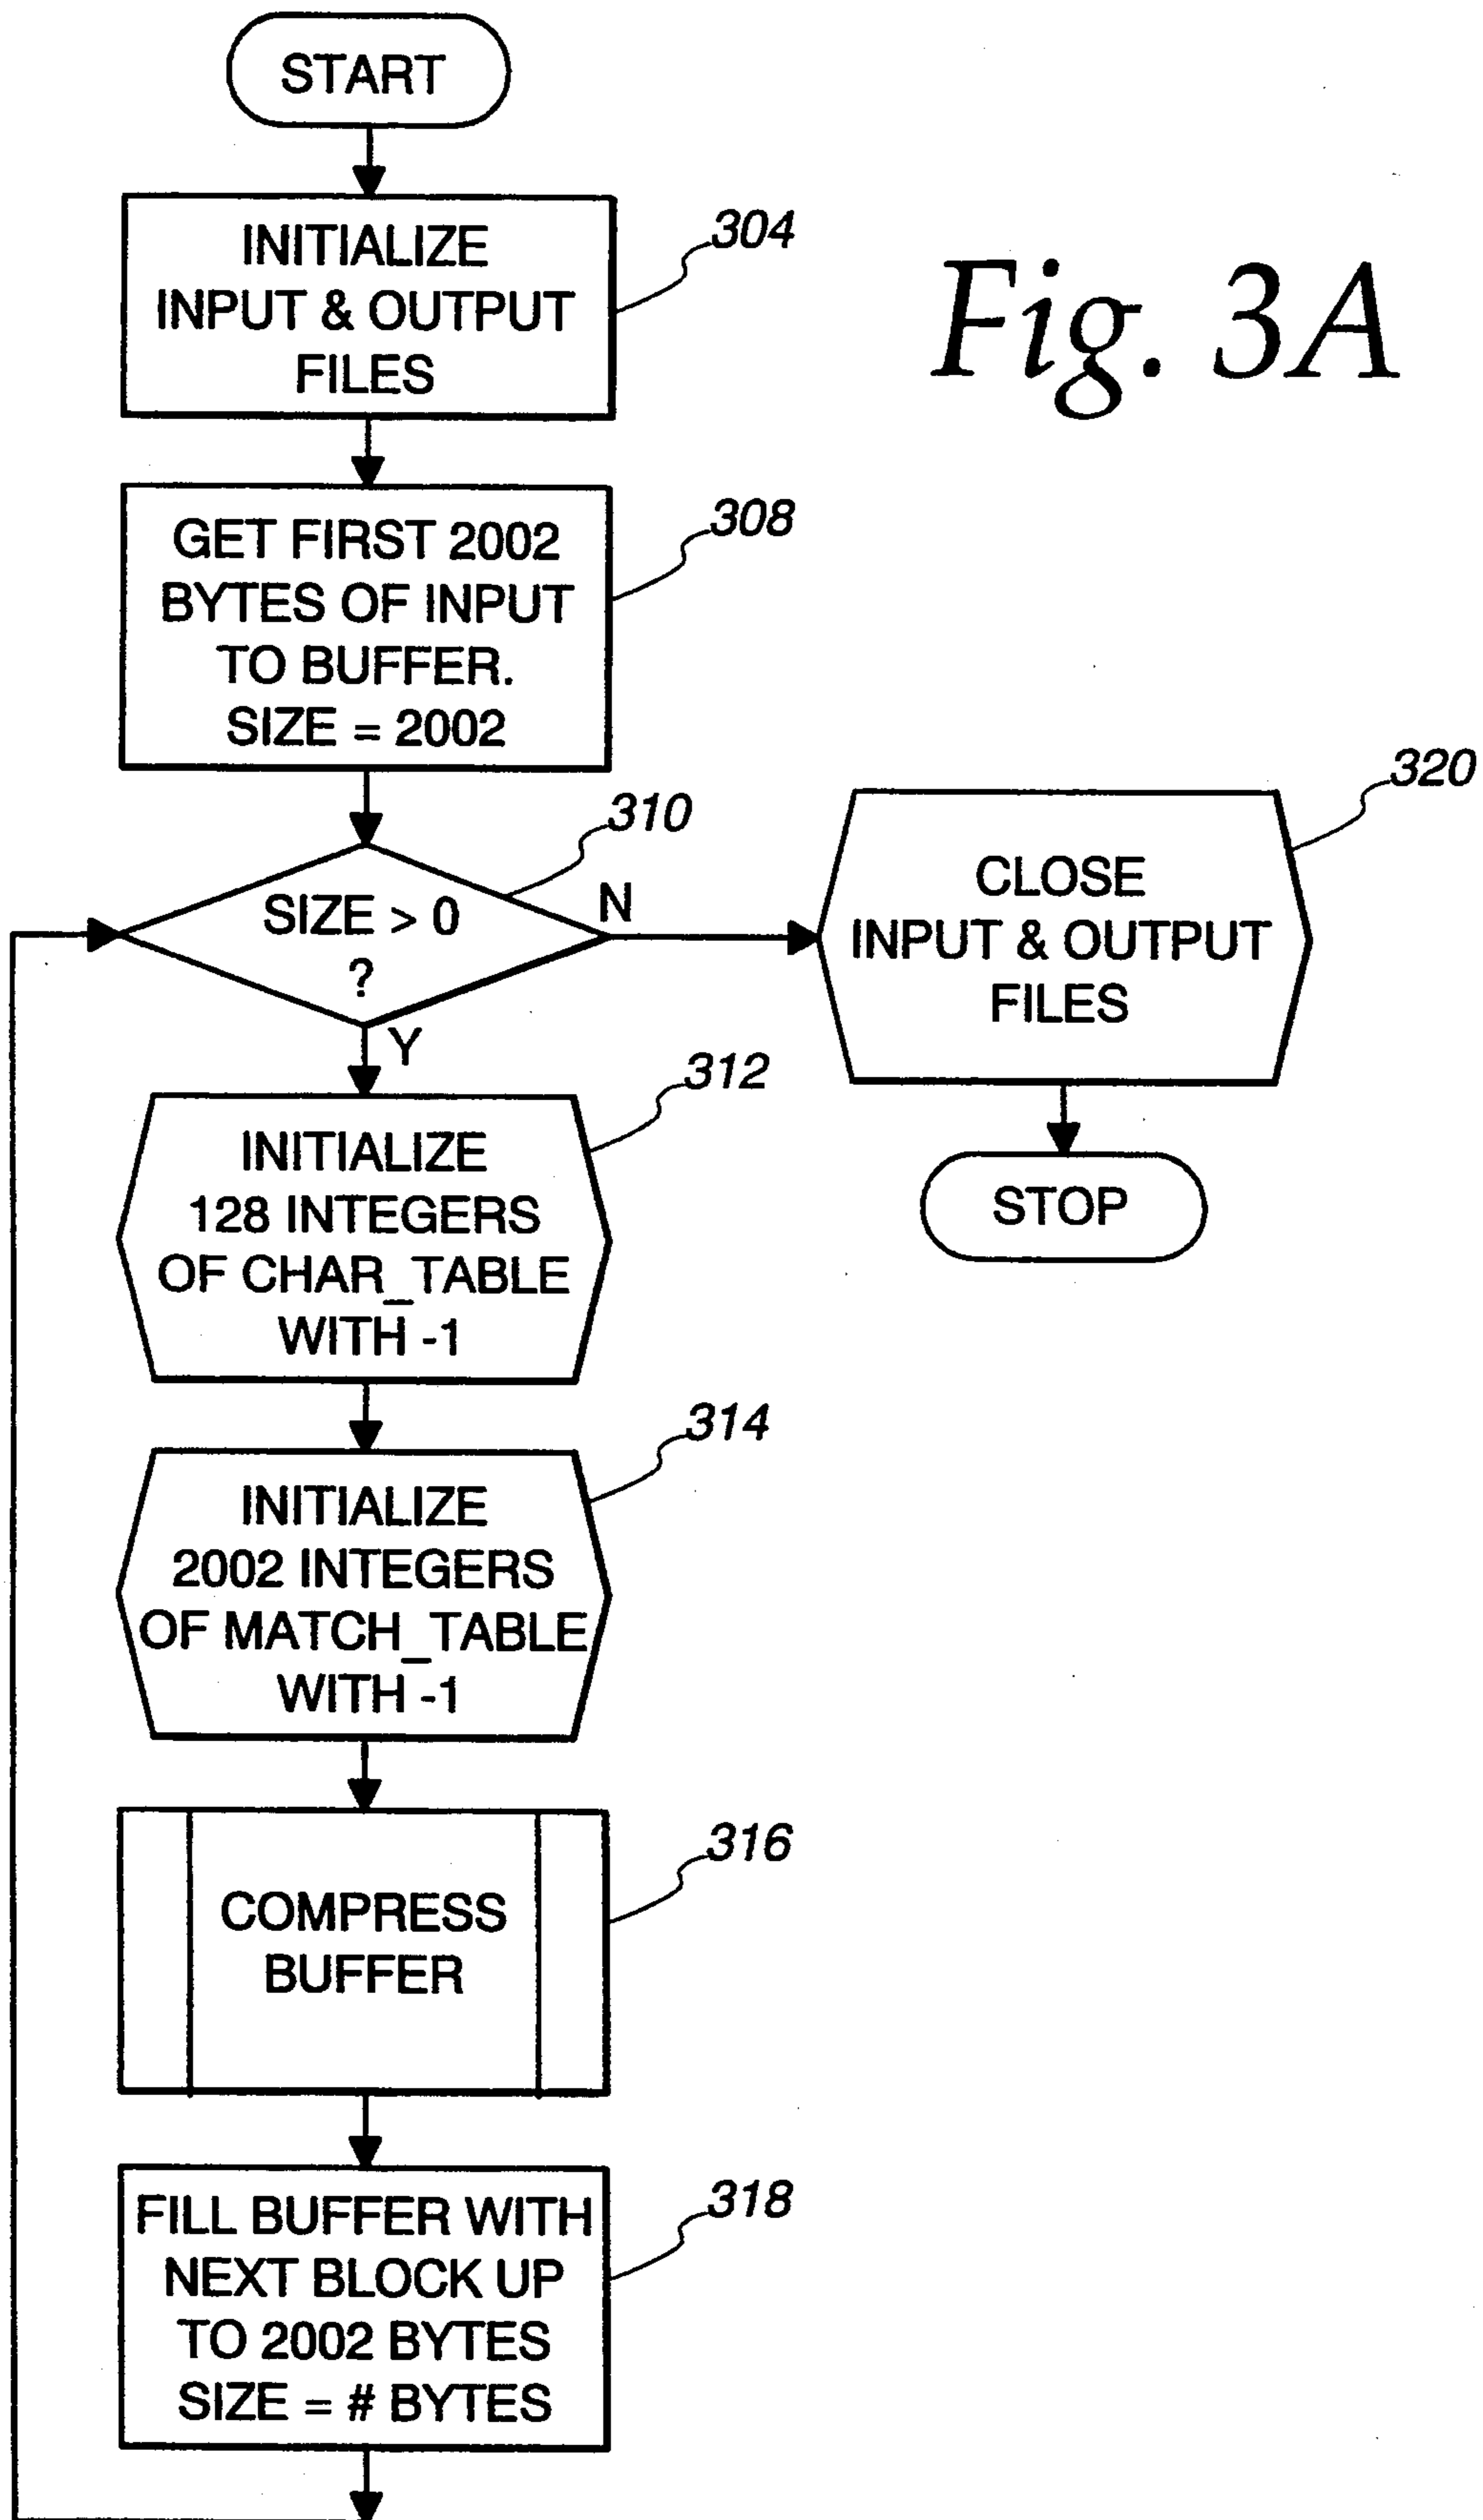 START
INITIALIZE
INPUT & OUTPUT
FILES
304
Fig. 3A
GET FIRST 2002
BYTES OF INPUT
TO BUFFER.
SIZE = 2002
308
310
SIZE > 0
?
N
Y
320
CLOSE
INPUT & OUTPUT
FILES
STOP
312
INITIALIZE
128 INTEGERS
OF CHAR_TABLE
WITH -1
314
INITIALIZE
2002 INTEGERS
OF MATCH_TABLE
WITH -1
316
COMPRESS
BUFFER
318
FILL BUFFER WITH
NEXT BLOCK UP
TO 2002 BYTES
SIZE = # BYTES